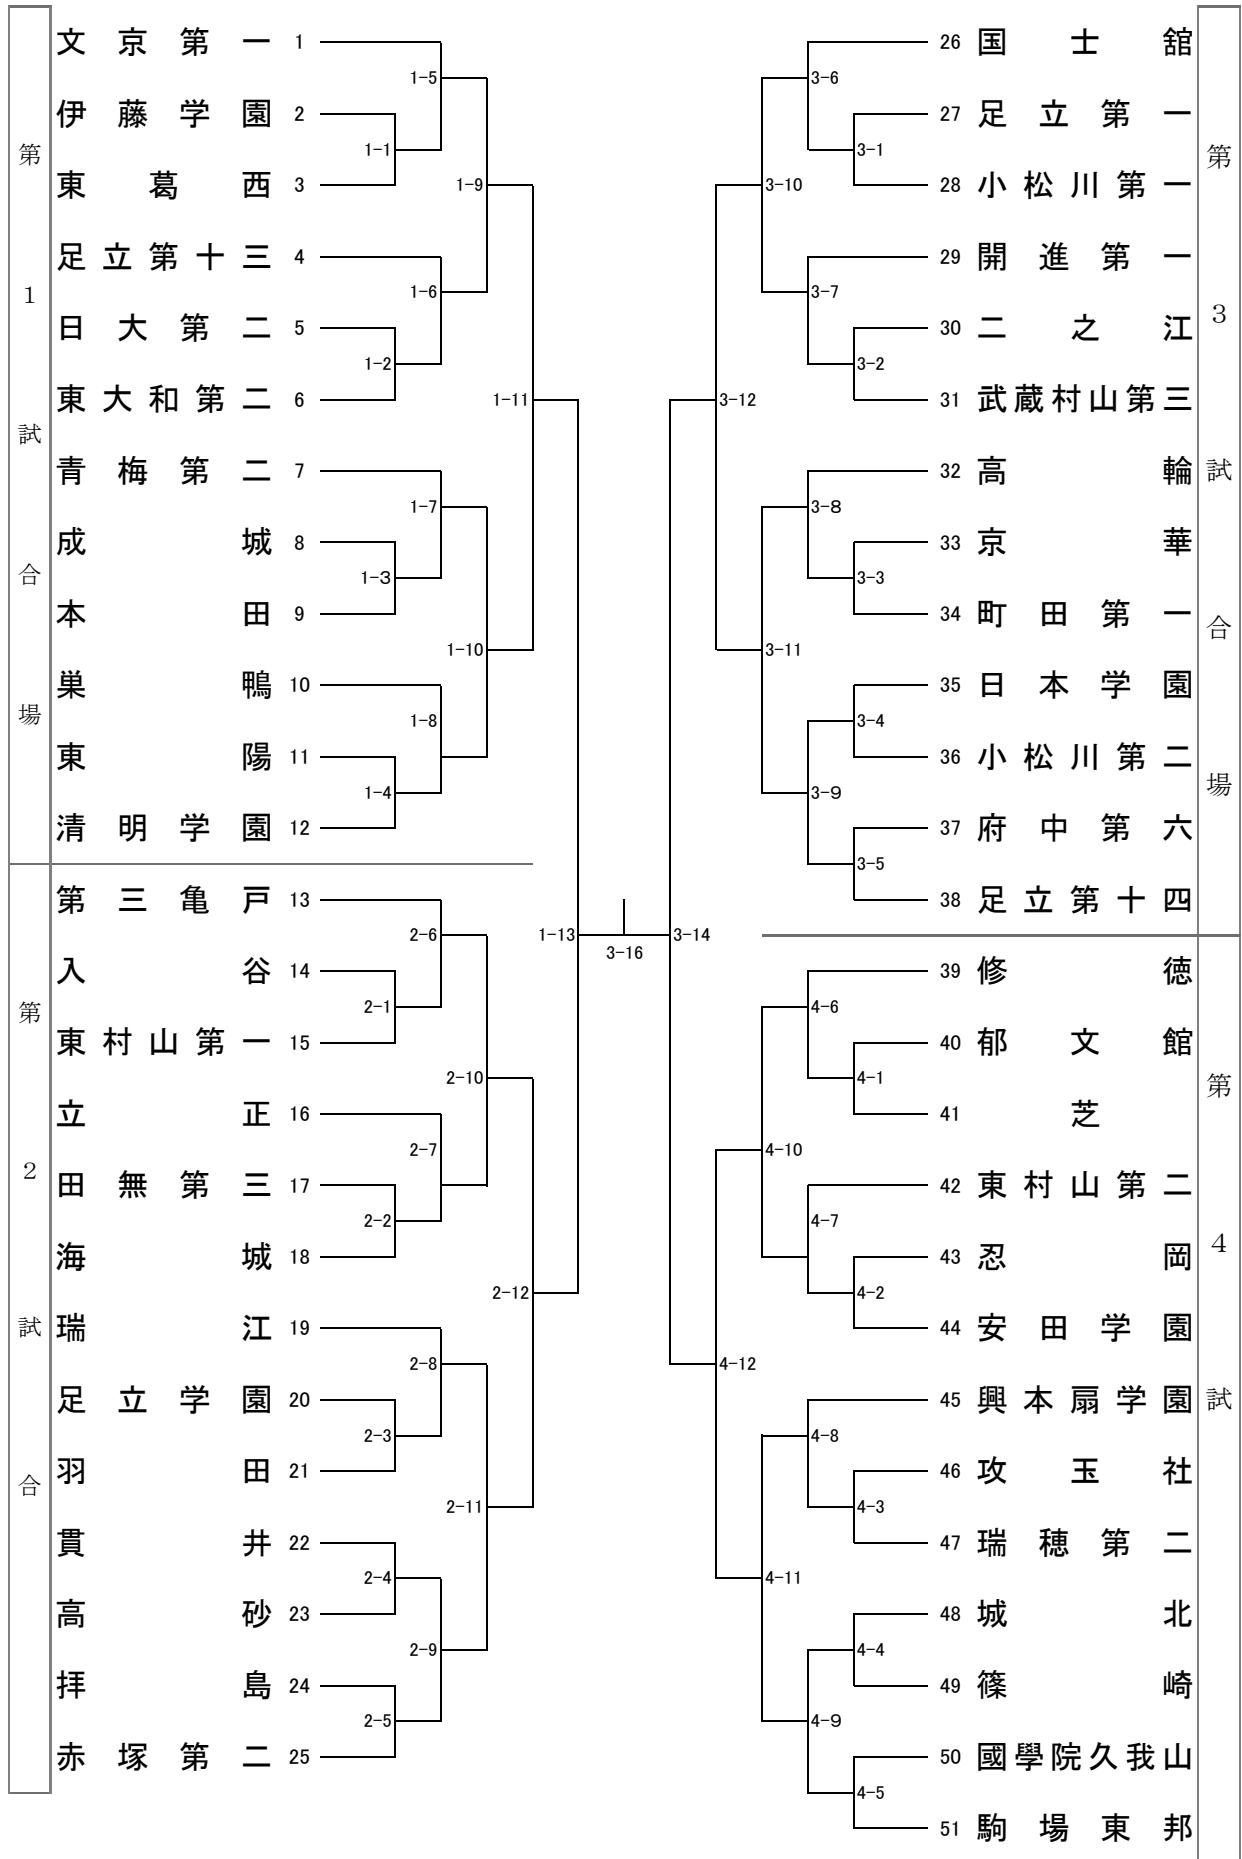 第1試合場
文京第一 1
伊藤学園 2
東葛西 3
足立第十三 4
日大第二 5
東大和第二 6
青梅第二 7
成城 8
本田 9
巣鴨 10
東陽 11
清明学園 12
1-1
1-2
1-3
1-4
1-5
1-6
1-7
1-8
1-9
1-10
1-11
第2試合
第三亀戸 13
入谷 14
東村山第一 15
立正 16
田無第三 17
海城 18
瑞江 19
足立学園 20
羽田 21
貫井 22
高砂 23
拝島 24
赤塚第二 25
2-1
2-2
2-3
2-4
2-5
2-6
2-7
2-8
2-9
2-10
2-11
2-12
1-13
3-16
3-14
第3試合場
26 国士舘
27 足立第一
28 小松川第一
29 開進第一
30 二之江
31 武蔵村山第三
32 高輪
33 京華
34 町田第一
35 日本学園
36 小松川第二
37 府中第六
38 足立第十四
3-1
3-2
3-3
3-4
3-5
3-6
3-7
3-8
3-9
3-10
3-11
3-12
第4試
39 修徳
40 郁文館
41 芝
42 東村山第二
43 忍岡
44 安田学園
45 興本扇学園
46 攻玉社
47 瑞穂第二
48 城北
49 篠崎
50 國學院久我山
51 駒場東邦
4-1
4-2
4-3
4-4
4-5
4-6
4-7
4-8
4-9
4-10
4-11
4-12